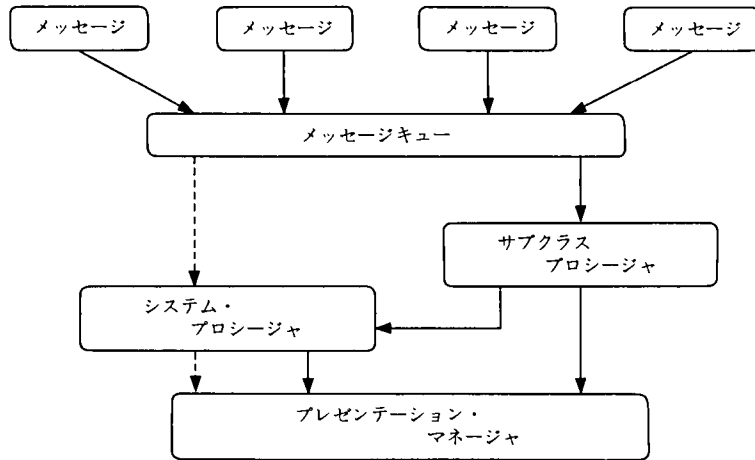 メッセージ
メッセージ
メッセージ
メッセージ
メッセージキュー
サブクラス
プロシージャ
システム・
プロシージャ
プレゼンテーション・
マネージャ